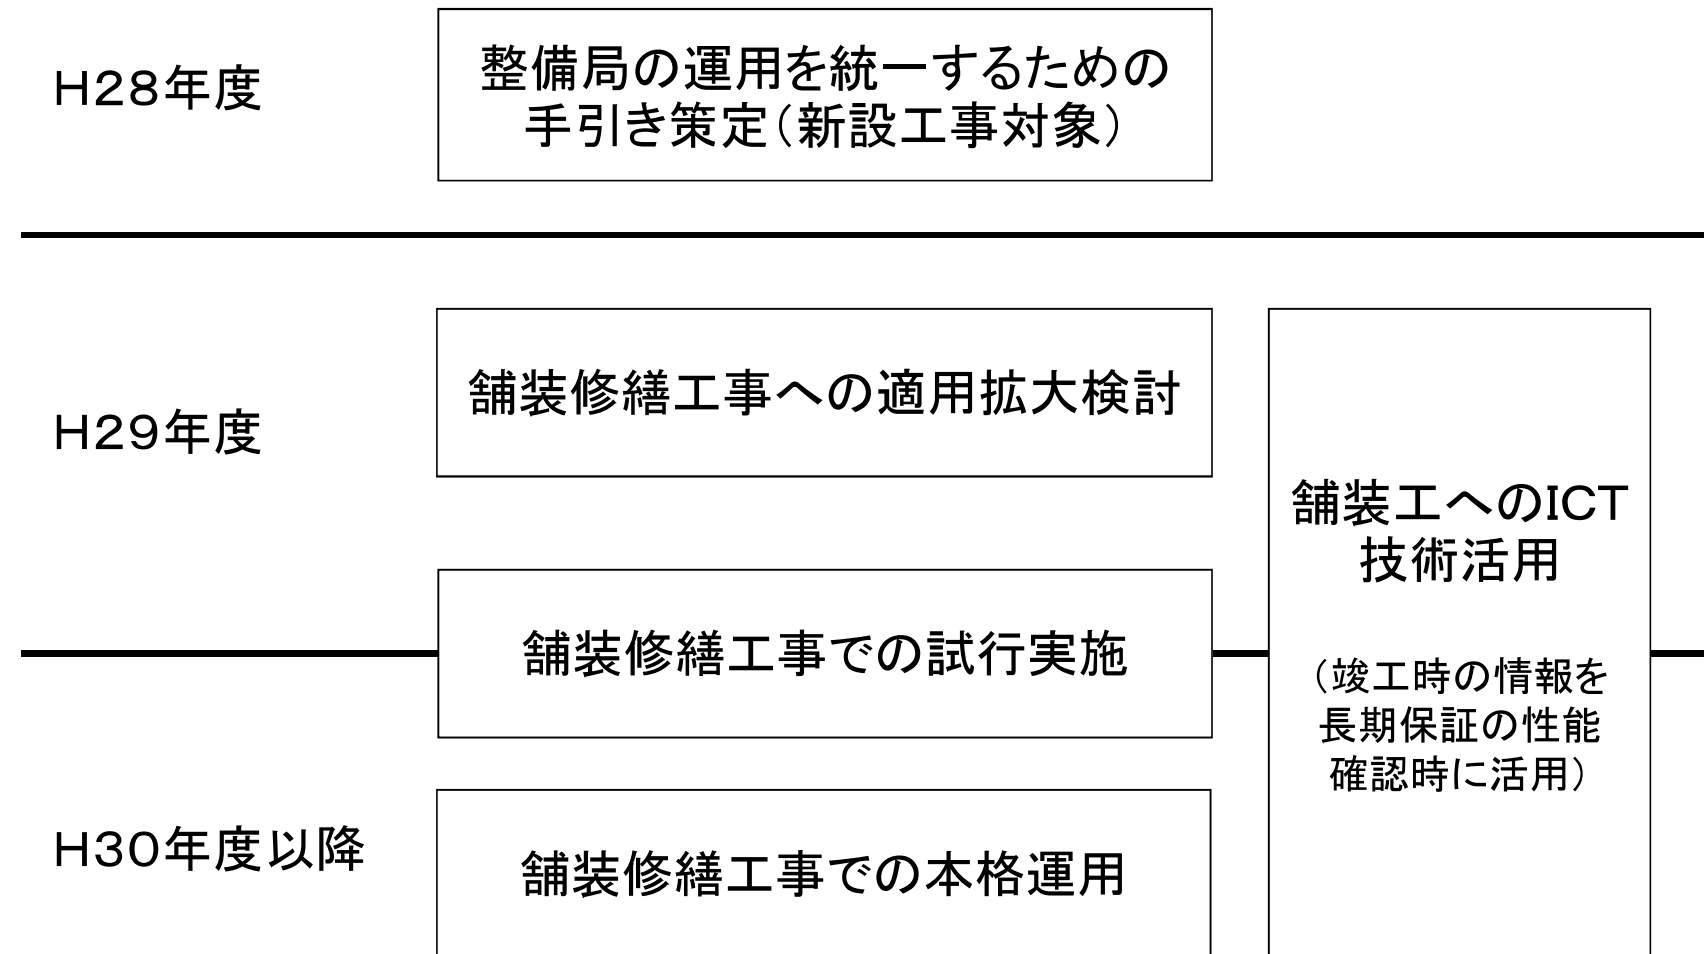 H28年度
整備局の運用を統一するための
手引き策定（新設工事対象）
H29年度
舗装修繕工事への適用拡大検討
舗装修繕工事での試行実施
舗装工へのICT
技術活用
（竣工時の情報を
長期保証の性能
確認時に活用）
H30年度以降
舗装修繕工事での本格運用